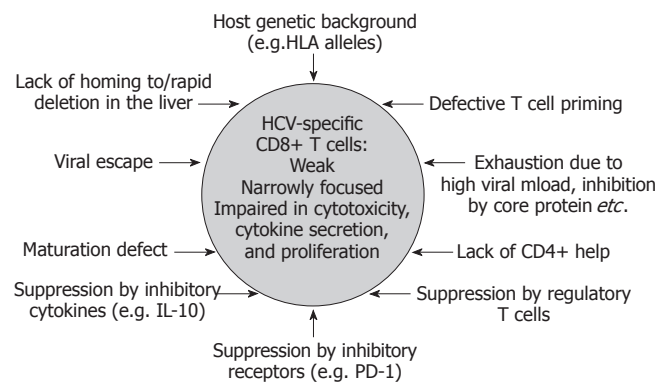 Host genetic background
(e.g.HLA alleles)
Lack of homing to/rapid
deletion in the liver
Defective T cell priming
HCV-specific
CD8+ T cells:
Weak
Narrowly focused
Impaired in cytotoxicity,
cytokine secretion,
and proliferation
Viral escape
Exhaustion due to
high viral mload, inhibition
by core protein etc.
Maturation defect
Lack of CD4+ help
Suppression by inhibitory
cytokines (e.g. IL-10)
Suppression by regulatory
T cells
Suppression by inhibitory
receptors (e.g. PD-1)